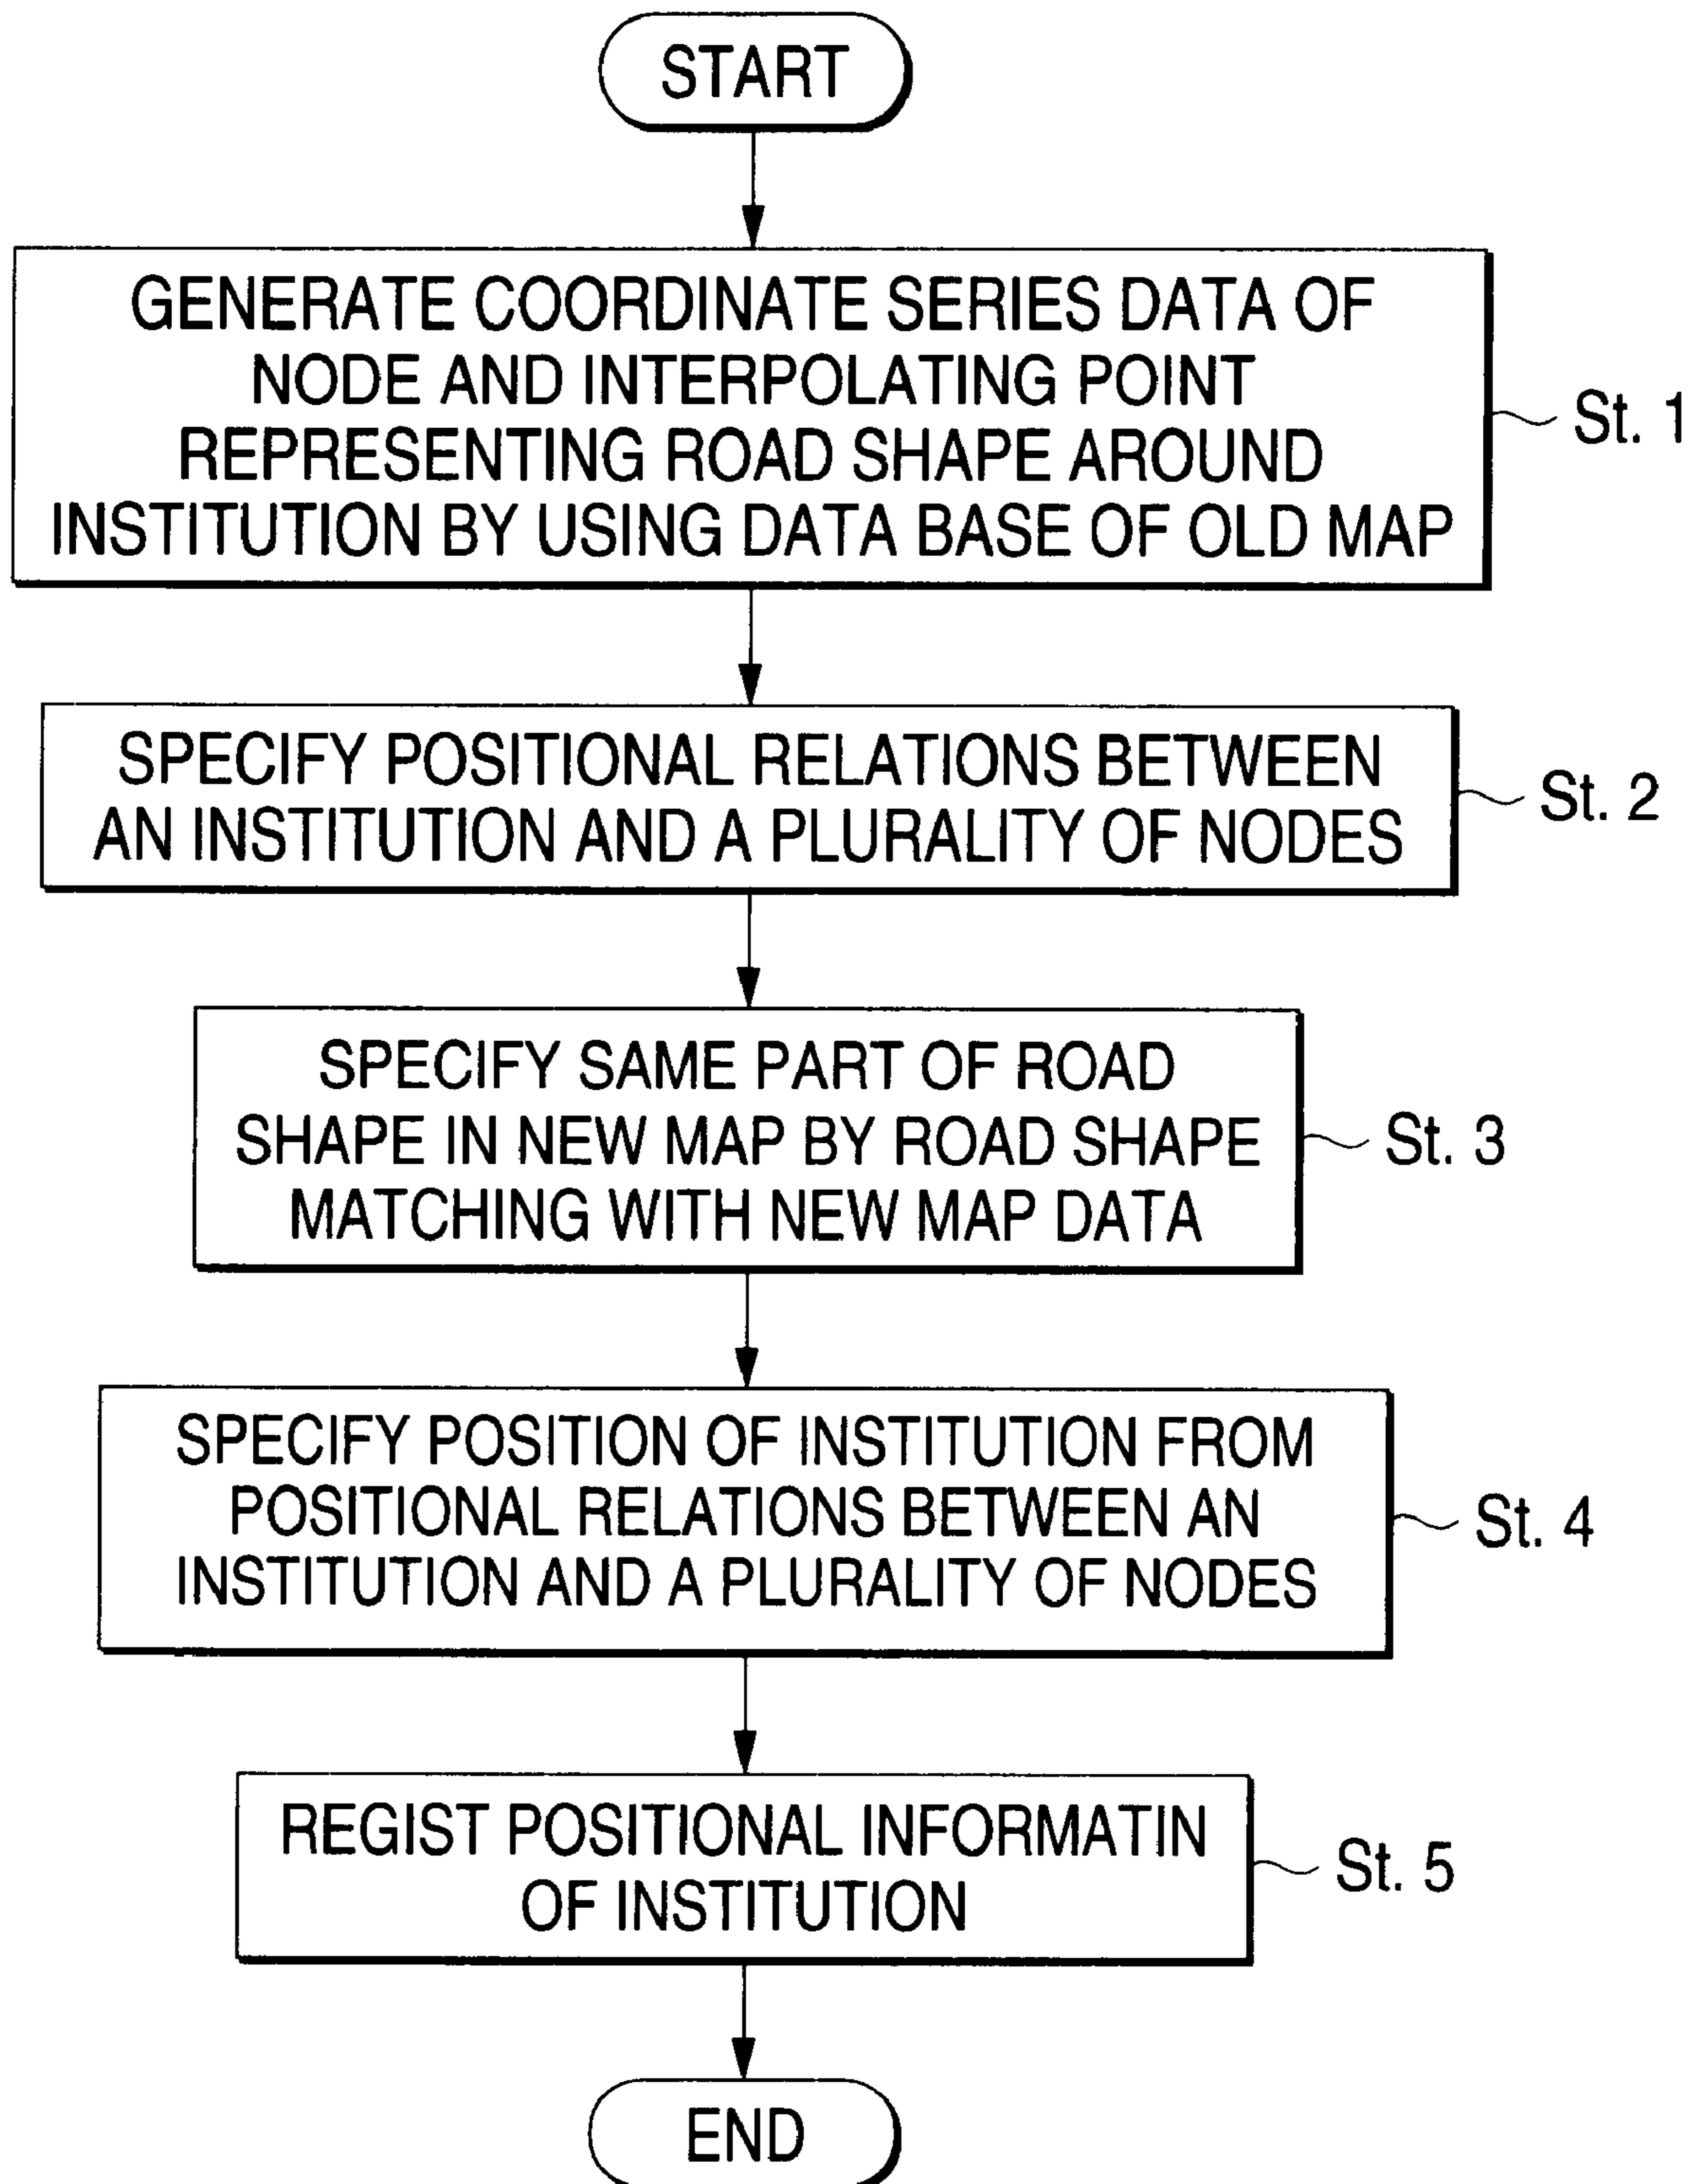 START
GENERATE COORDINATE SERIES DATA OF
NODE AND INTERPOLATING POINT
REPRESENTING ROAD SHAPE AROUND
INSTITUTION BY USING DATA BASE OF OLD MAP
St. 1
SPECIFY POSITIONAL RELATIONS BETWEEN
AN INSTITUTION AND A PLURALITY OF NODES
St. 2
SPECIFY SAME PART OF ROAD
SHAPE IN NEW MAP BY ROAD SHAPE
MATCHING WITH NEW MAP DATA
St. 3
SPECIFY POSITION OF INSTITUTION FROM
POSITIONAL RELATIONS BETWEEN AN
INSTITUTION AND A PLURALITY OF NODES
St. 4
REGIST POSITIONAL INFORMATIN
OF INSTITUTION
St. 5
END